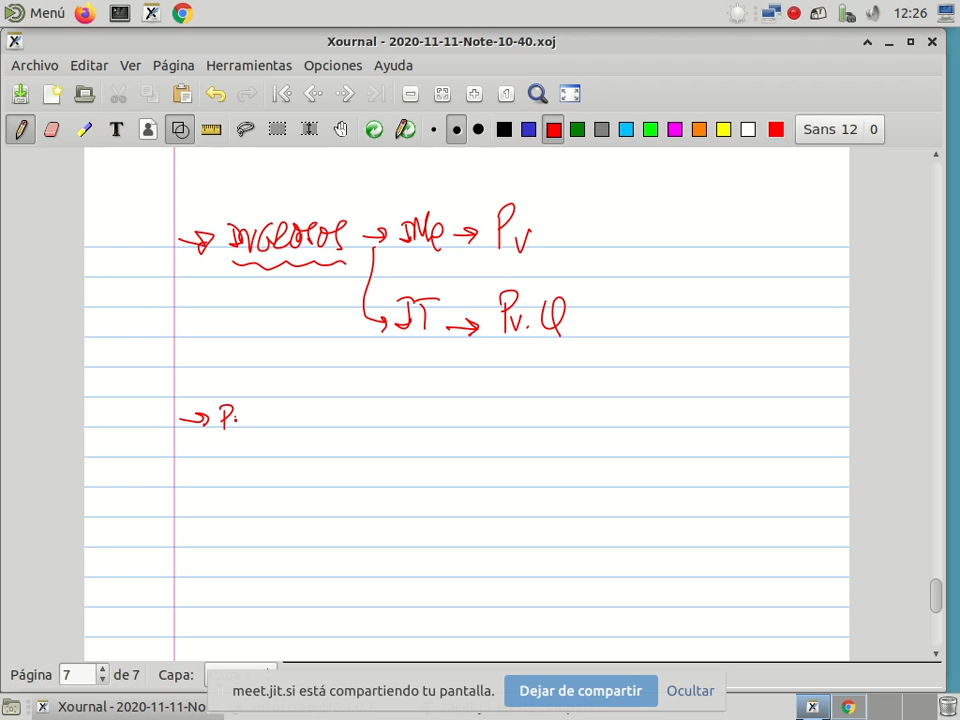 Menú 12:26
Xournal - 2020-11-11-Note-10-40.xoj
Archivo Editar Ver Página Herramientas Opciones Ayuda
T Sans 12 0
→ INGRESOS → IMe → Pv
→ IT → Pv. Q
→ P.
Página 7 de 7 Capa:
meet.jit.si está compartiendo tu pantalla. Dejar de compartir Ocultar
Xournal - 2020-11-11-No